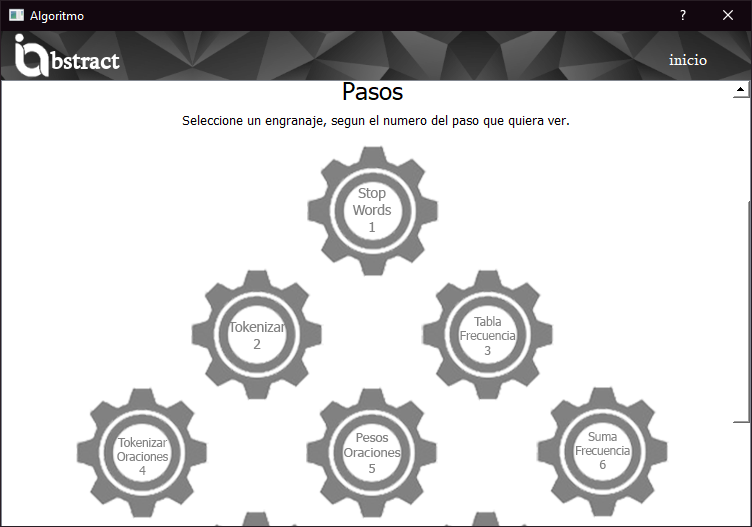 Algoritmo
iabstract
inicio
Pasos
Seleccione un engranaje, segun el numero del paso que quiera ver.
Stop
Words
1
Tokenizar
2
Tabla
Frecuencia
3
Tokenizar
Oraciones
4
Pesos
Oraciones
5
Suma
Frecuencia
6